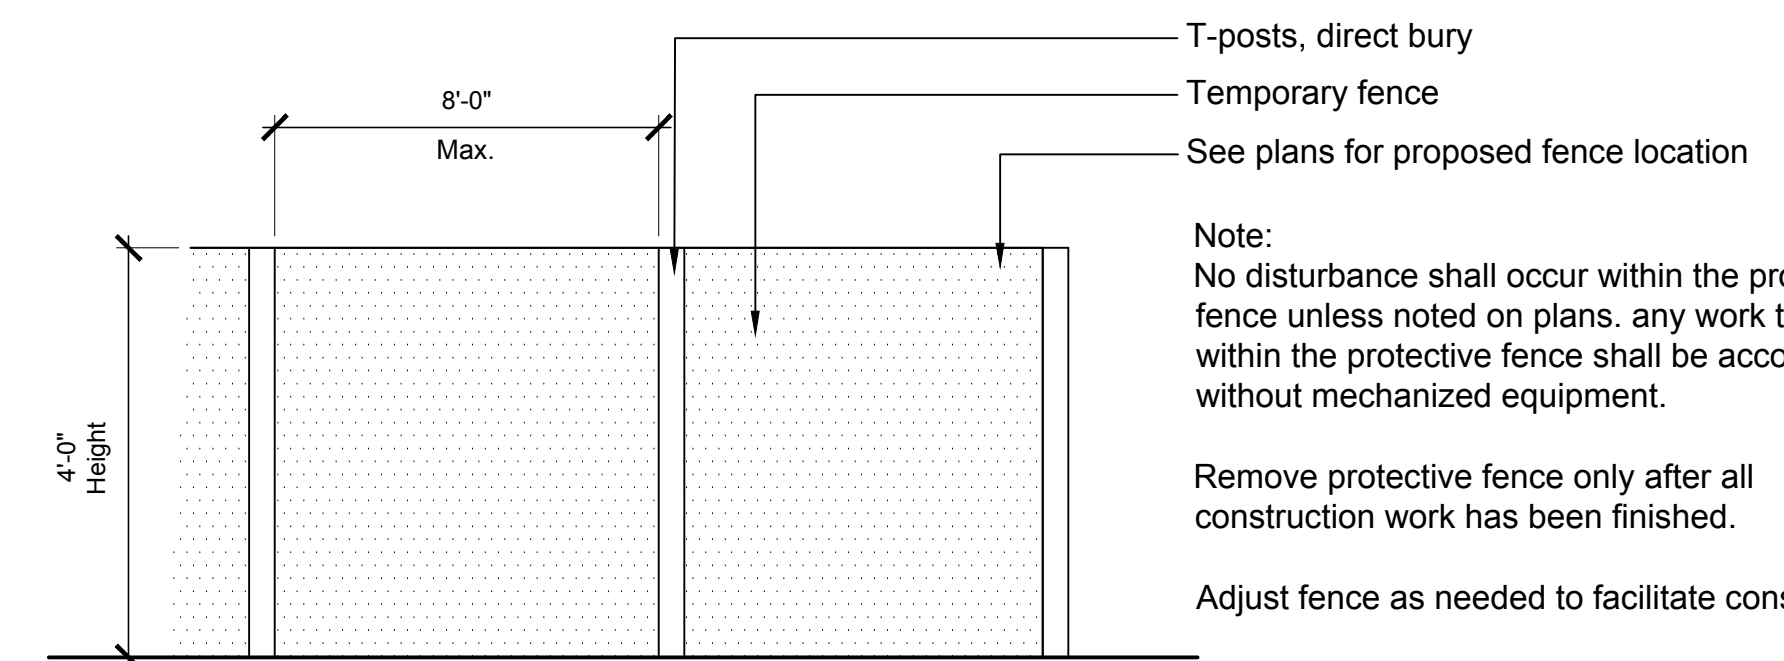 T-posts, direct bury
Temporary fence
See plans for proposed fence location
8'-0"
Max.
4'-0"
Height
Note:
No disturbance shall occur within the
fence unless noted on plans. any work
within the protective fence shall be
without mechanized equipment.
Remove protective fence only after all
construction work has been finished.
Adjust fence as needed to facilitate